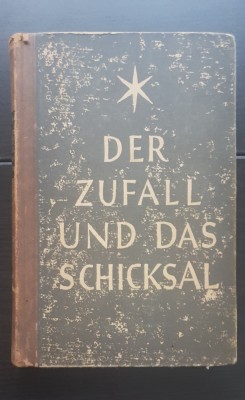 DER
ZUFALL
UND DAS
SCHICKSAL